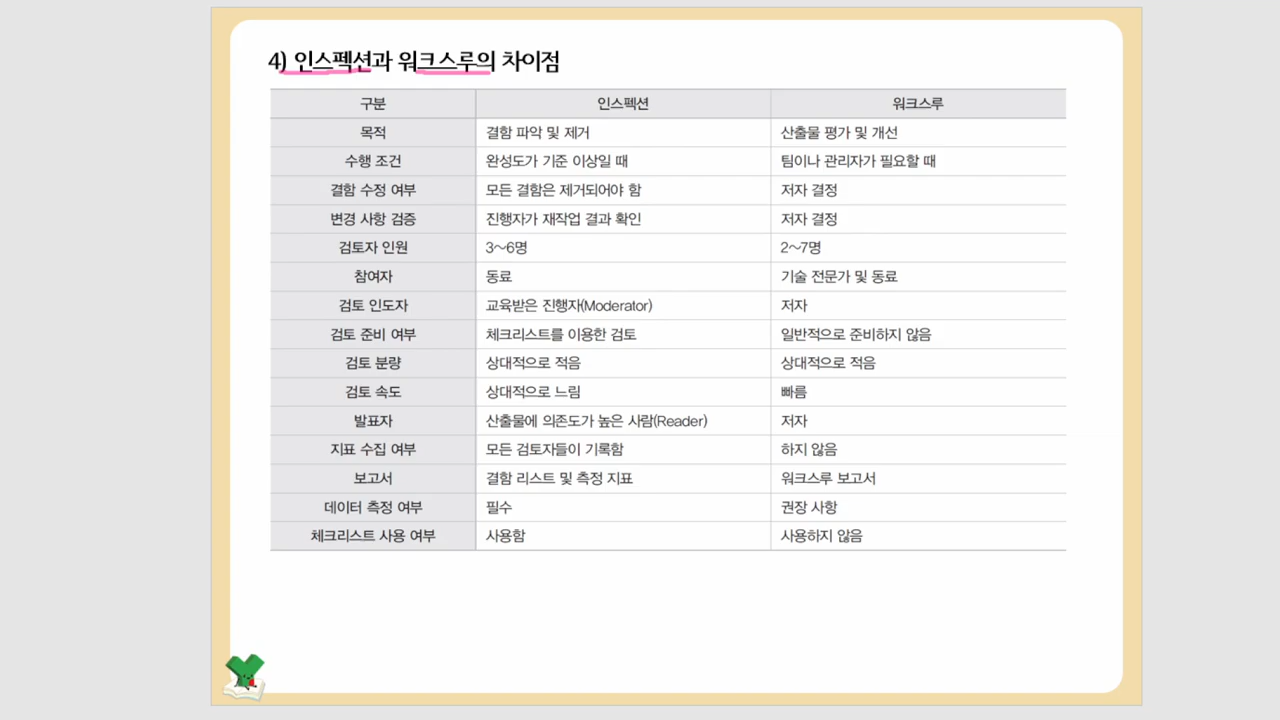 4) 인스펙션과 워크스루의 차이점
구분 인스펙션 워크스루
목적 결함 파악 및 제거 산출물 평가 및 개선
수행 조건 완성도가 기준 이상일 때 팀이나 관리자가 필요할 때
결함 수정 여부 모든 결함은 제거되어야 함 저자 결정
변경 사항 검증 진행자가 재작업 결과 확인 저자 결정
검토자 인원 3~6명 2~7명
참여자 동료 기술 전문가 및 동료
검토 인도자 교육받은 진행자(Moderator) 저자
검토 준비 여부 체크리스트를 이용한 검토 일반적으로 준비하지 않음
검토 분량 상대적으로 적음 상대적으로 적음
검토 속도 상대적으로 느림 빠름
발표자 산출물에 의존도가 높은 사람(Reader) 저자
지표 수집 여부 모든 검토자들이 기록함 하지 않음
보고서 결함 리스트 및 측정 지표 워크스루 보고서
데이터 측정 여부 필수 권장 사항
체크리스트 사용 여부 사용함 사용하지 않음